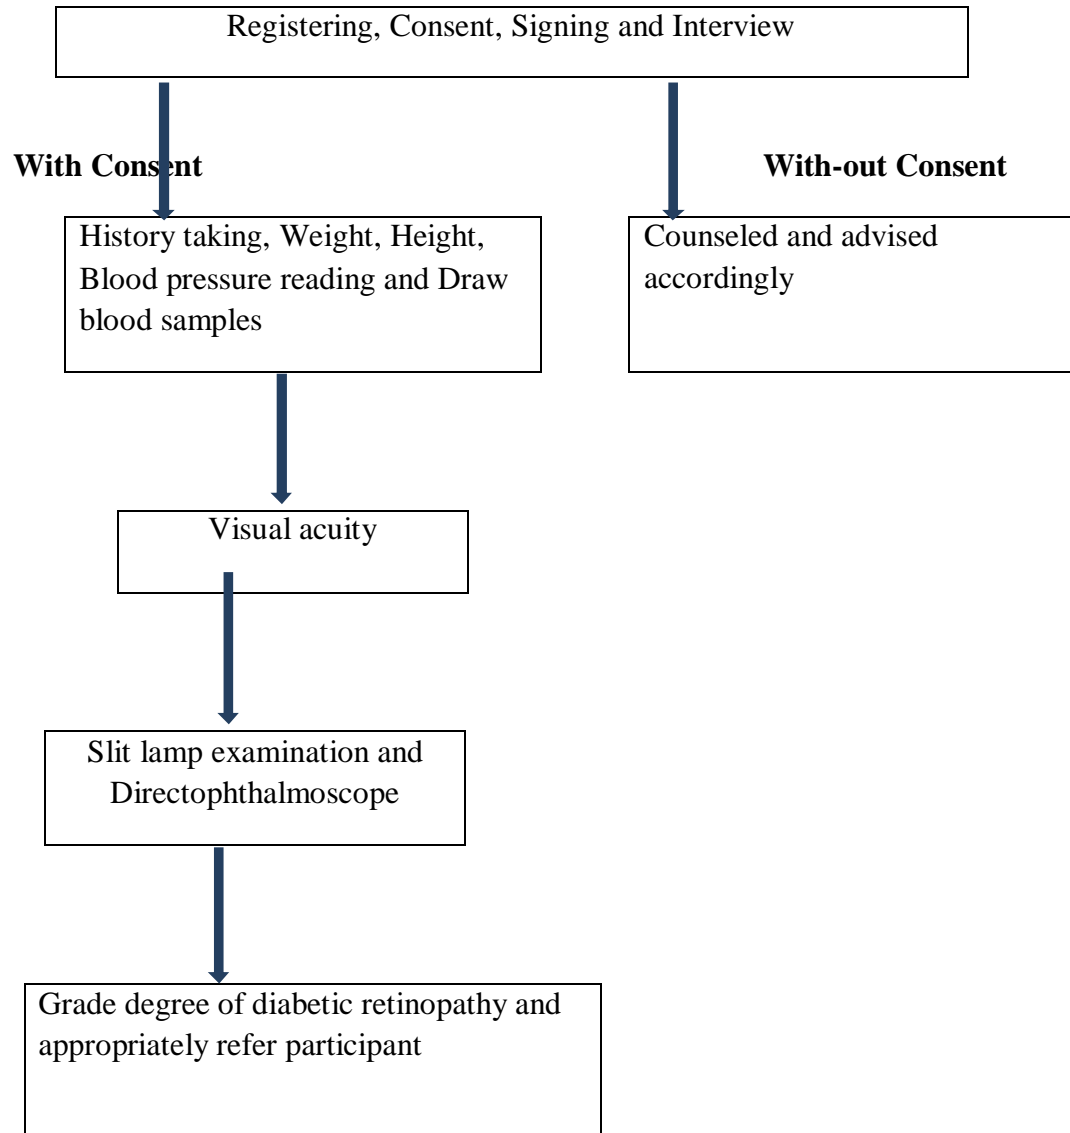 Registering, Consent, Signing and Interview
With Consent
With-out Consent
History taking, Weight, Height,
Blood pressure reading and Draw
blood samples
Counseled and advised
accordingly
Visual acuity
Slit lamp examination and
Directophthalmoscope
Grade degree of diabetic retinopathy and
appropriately refer participant